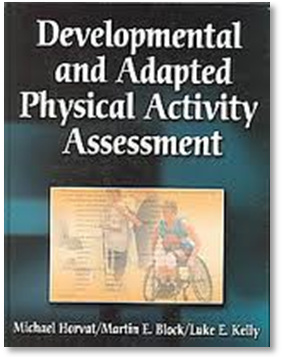 Developmental
and Adapted
Physical Activity
Assessment
Michael Horvat/Martin E. Block/Luke E. Kelly